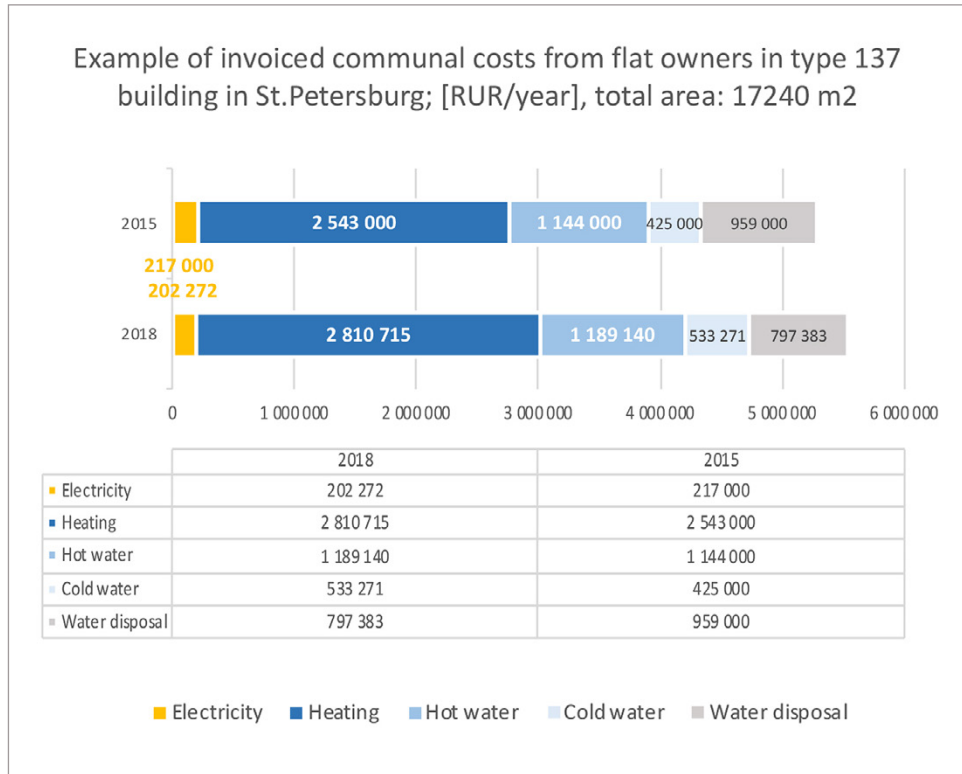 Example of invoiced communal costs from flat owners in type 137
building in St.Petersburg; [RUR/year], total area: 17240 m2
2015
2 543 000
1 144 000
425 000
959 000
217 000
202 272
2018
2 810 715
1 189 140
533 271
797 383
0 1 000 000 2 000 000 3 000 000 4 000 000 5 000 000 6 000 000
2018 2015
Electricity 202 272 217 000
Heating 2 810 715 2 543 000
Hot water 1 189 140 1 144 000
Cold water 533 271 425 000
Water disposal 797 383 959 000
Electricity Heating Hot water Cold water Water disposal